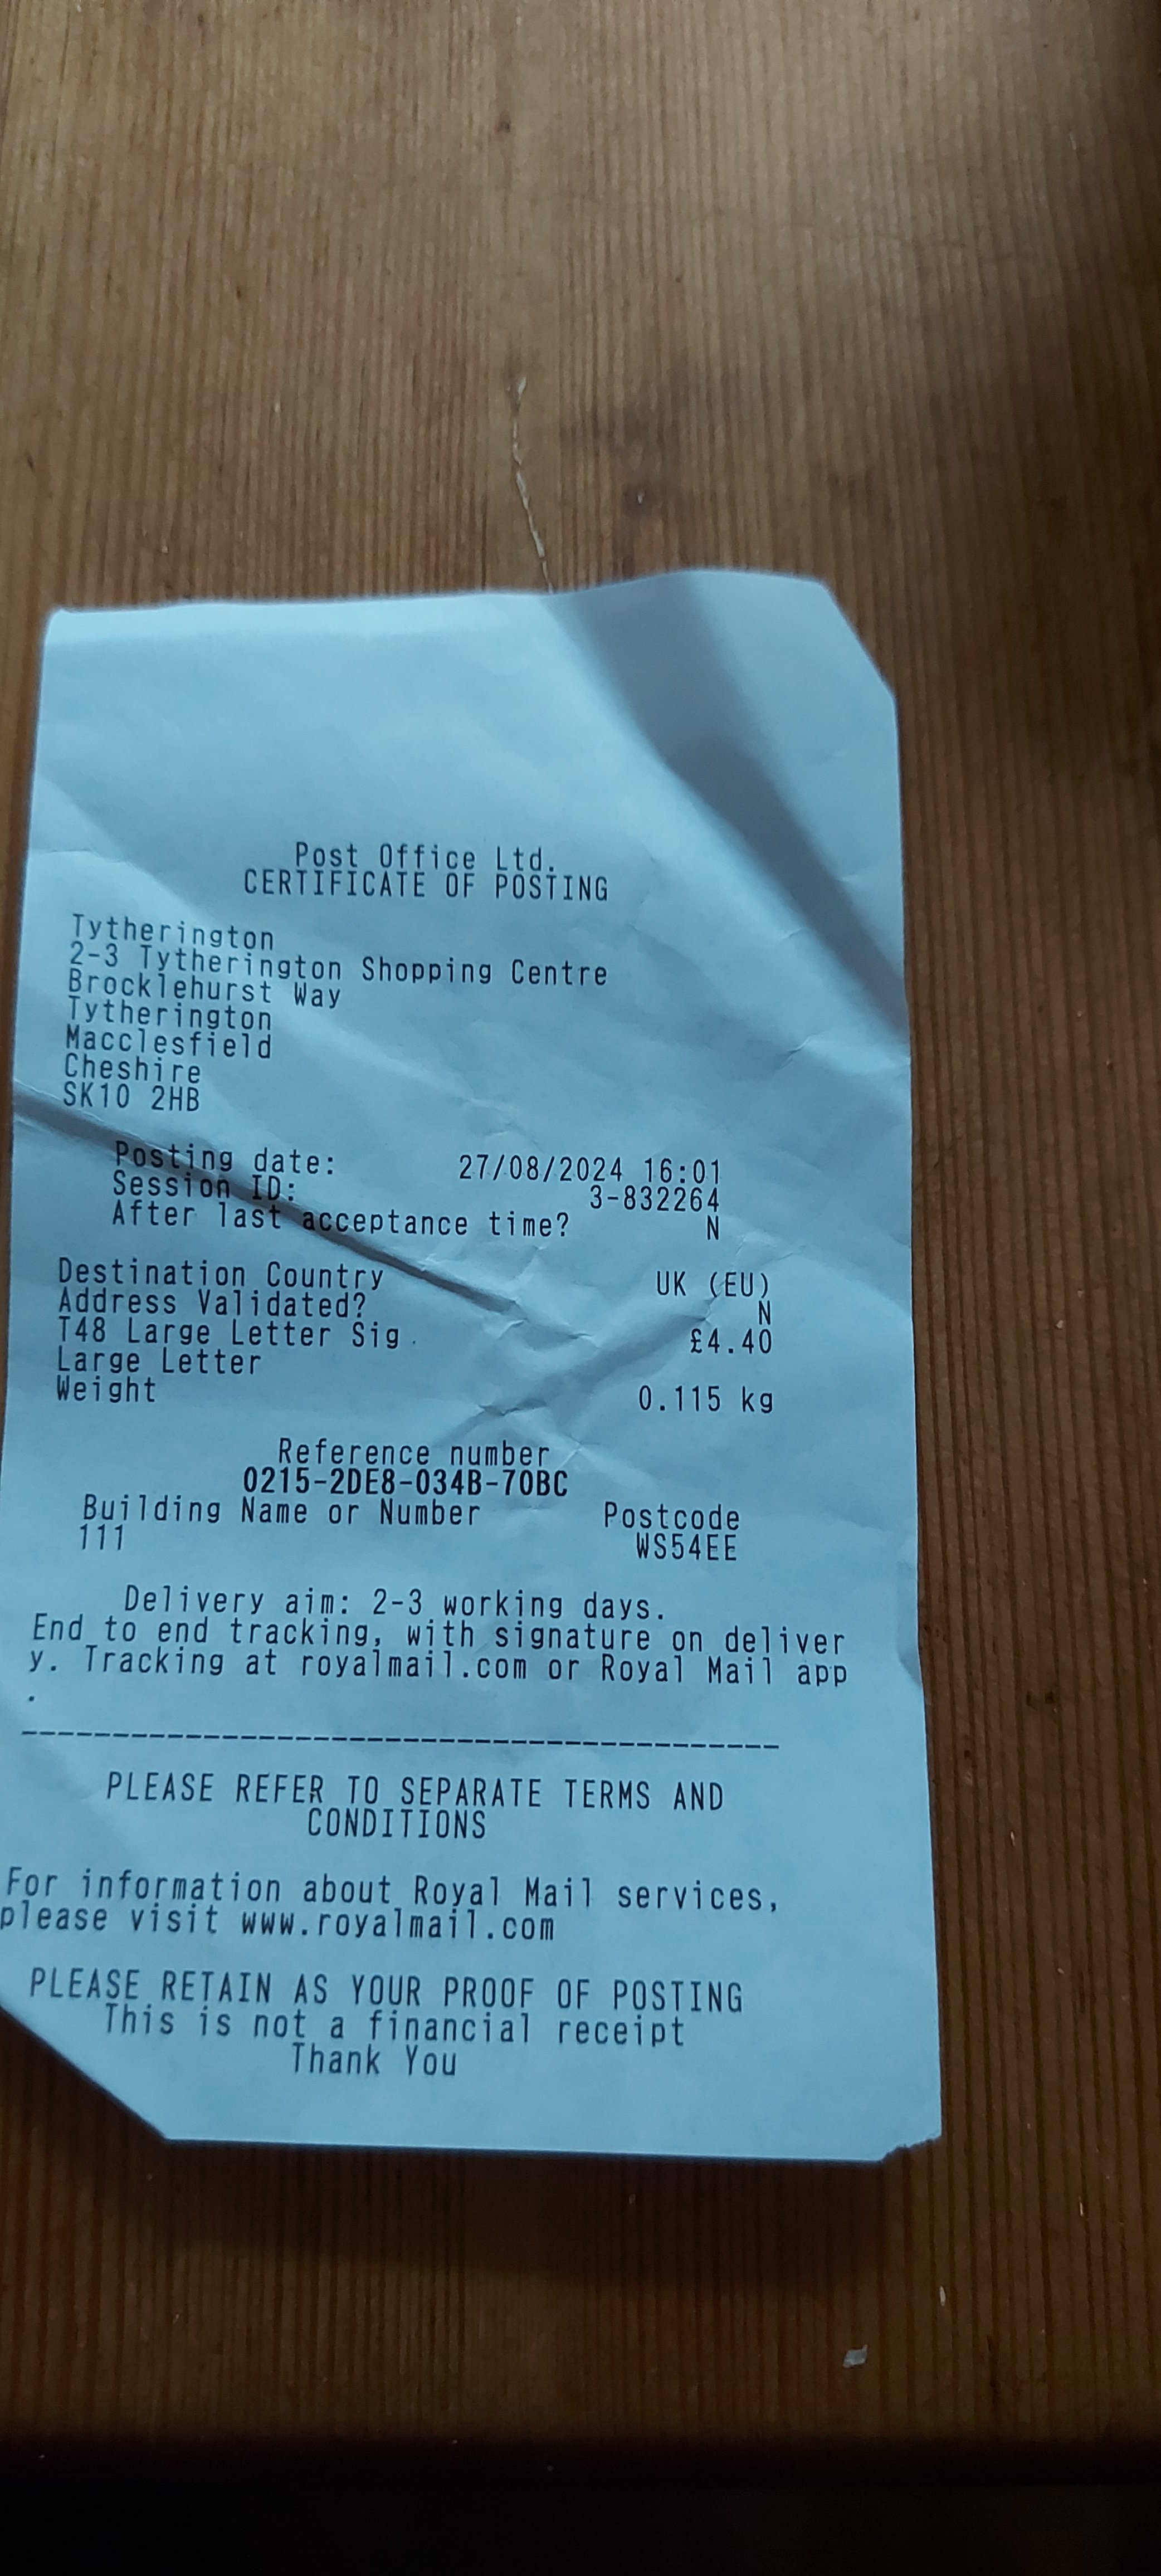 Post Office Ltd.
CERTIFICATE OF POSTING
Tytherington
2-3 Tytherington Shopping Centre
Brocklehurst Way
Tytherington
Macclesfield
Cheshire
SK10 2HB
Posting date: 27/08/2024 16:01
Session ID: 3-832264
After last acceptance time? N
Destination Country UK (EU)
Address Validated? N
T48 Large Letter Sig £4.40
Large Letter
Weight 0.115 kg
Reference number
0215-2DE8-034B-70BC
Building Name or Number Postcode
111 WS54EE
Delivery aim: 2-3 working days.
End to end tracking, with signature on deliver
y. Tracking at royalmail.com or Royal Mail app
.
------------------------------------------
PLEASE REFER TO SEPARATE TERMS AND
CONDITIONS
For information about Royal Mail services,
please visit www.royalmail.com
PLEASE RETAIN AS YOUR PROOF OF POSTING
This is not a financial receipt
Thank You